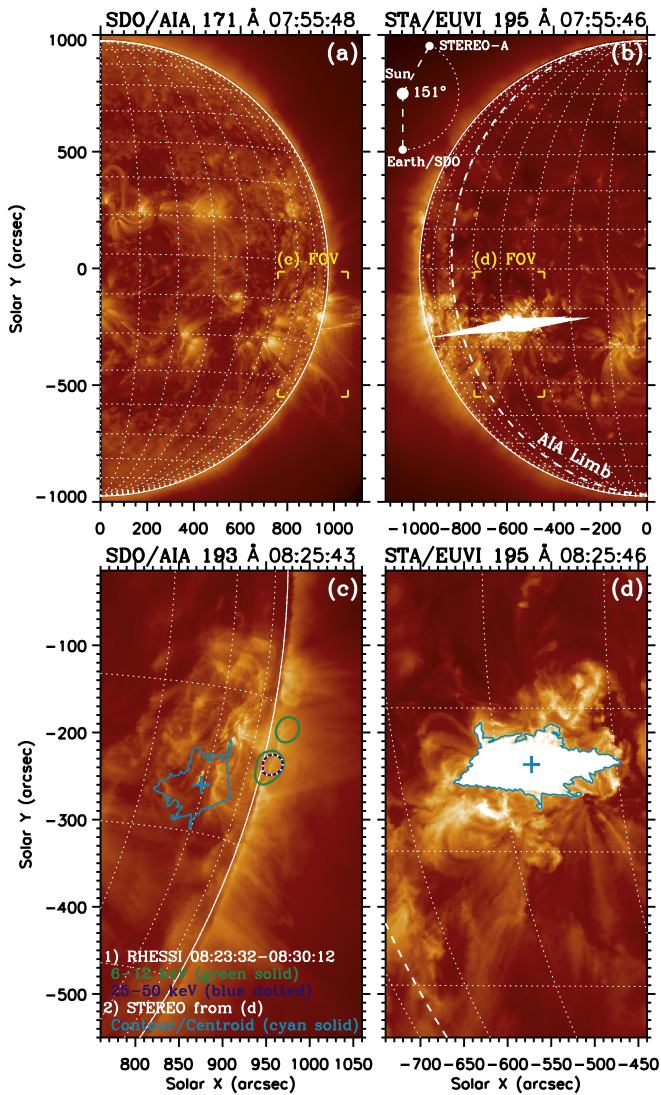 SDO/AIA 171 Å 07:55:48
STA/EUVI 195 Å 07:55:46
(a)
(b)
STEREO-A
Sun
151°
Earth/SDO
(c) FOV
(d) FOV
AIA Limb
1000
500
0
-500
-1000
Solar Y (arcsec)
0 200 400 600 800 1000
-1000 -800 -600 -400 -200 0
SDO/AIA 193 Å 08:25:43
STA/EUVI 195 Å 08:25:46
(c)
(d)
-100
-200
-300
-400
-500
Solar Y (arcsec)
1) RHESSI 08:23:32-08:30:12
6-12 keV (green solid)
25-50 keV (blue dotted)
2) STEREO from (d)
Contour/Centroid (cyan solid)
800 850 900 950 1000 1050
-700 -650 -600 -550 -500 -450
Solar X (arcsec)
Solar X (arcsec)